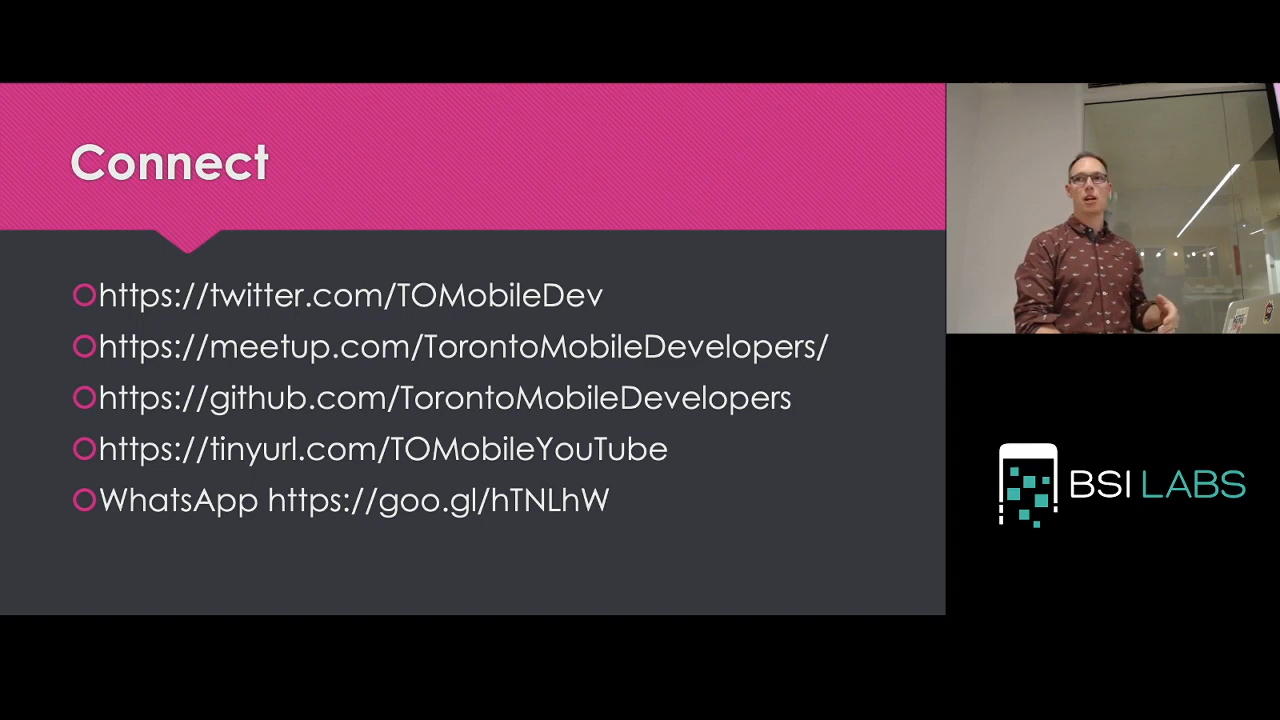 Connect
https://twitter.com/TOMobileDev
https://meetup.com/TorontoMobileDevelopers/
https://github.com/TorontoMobileDevelopers
https://tinyurl.com/TOMobileYouTube
WhatsApp https://goo.gl/hTNLhW
BSI LABS